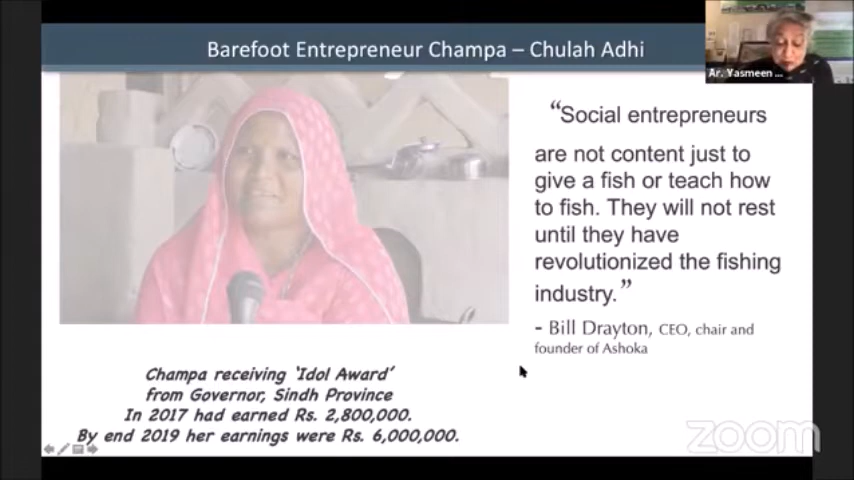 Barefoot Entrepreneur Champa – Chulah Adhi
Ar. Yasmeen ...
“Social entrepreneurs
are not content just to
give a fish or teach how
to fish. They will not rest
until they have
revolutionized the fishing
industry.”
- Bill Drayton, CEO, chair and
founder of Ashoka
Champa receiving ‘Idol Award’
from Governor, Sindh Province
In 2017 had earned Rs. 2,800,000.
By end 2019 her earnings were Rs. 6,000,000.
zoom